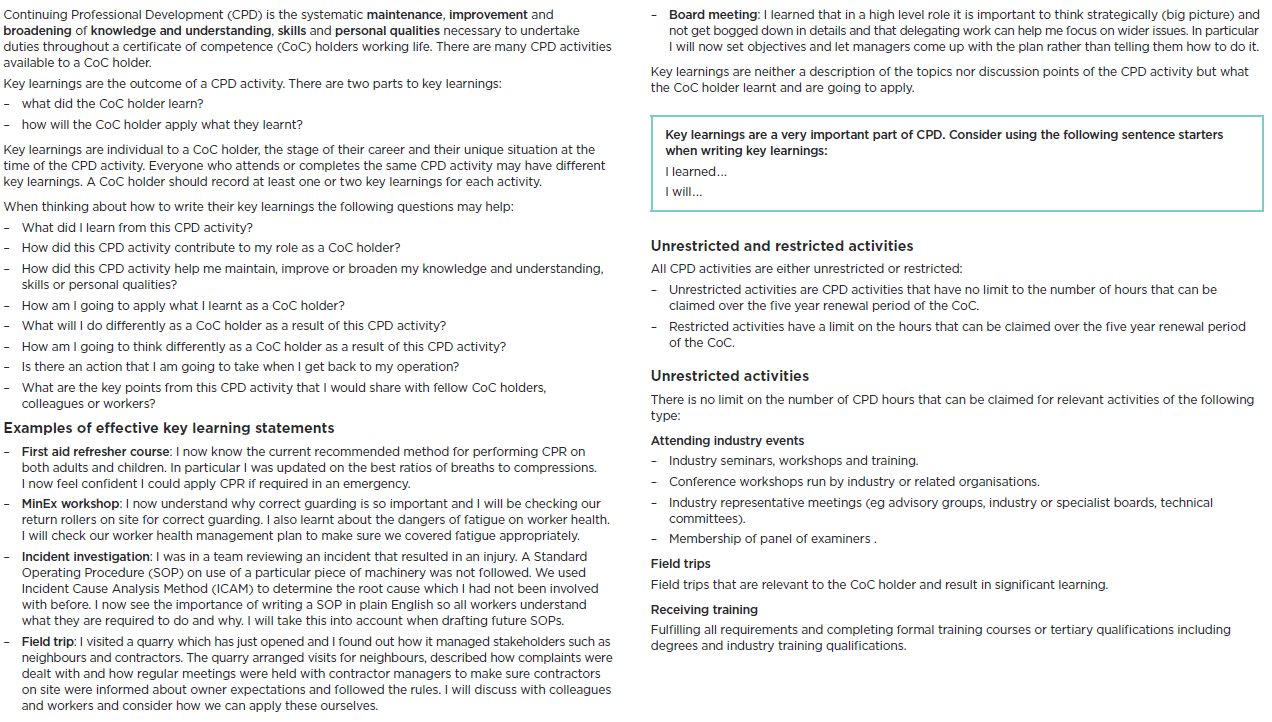 Continuing Professional Development (CPD) is the systematic maintenance, improvement and
broadening of knowledge and understanding, skills and personal qualities necessary to undertake
duties throughout a certificate of competence (CoC) holders working life. There are many CPD activities
available to a CoC holder.
Key learnings are the outcome of a CPD activity. There are two parts to key learnings:
– what did the CoC holder learn?
– how will the CoC holder apply what they learnt?
Key learnings are individual to a CoC holder, the stage of their career and their unique situation at the
time of the CPD activity. Everyone who attends or completes the same CPD activity may have different
key learnings. A CoC holder should record at least one or two key learnings for each activity.
When thinking about how to write their key learnings the following questions may help:
– What did I learn from this CPD activity?
– How did this CPD activity contribute to my role as a CoC holder?
– How did this CPD activity help me maintain, improve or broaden my knowledge and understanding,
skills or personal qualities?
– How am I going to apply what I learnt as a CoC holder?
– What will I do differently as a CoC holder as a result of this CPD activity?
– How am I going to think differently as a CoC holder as a result of this CPD activity?
– Is there an action that I am going to take when I get back to my operation?
– What are the key points from this CPD activity that I would share with fellow CoC holders,
colleagues or workers?
Examples of effective key learning statements
– First aid refresher course: I now know the current recommended method for performing CPR on
both adults and children. In particular I was updated on the best ratios of breaths to compressions.
I now feel confident I could apply CPR if required in an emergency.
– MinEx workshop: I now understand why correct guarding is so important and I will be checking our
return rollers on site for correct guarding. I also learnt about the dangers of fatigue on worker health.
I will check our worker health management plan to make sure we covered fatigue appropriately.
– Incident investigation: I was in a team reviewing an incident that resulted in an injury. A Standard
Operating Procedure (SOP) on use of a particular piece of machinery was not followed. We used
Incident Cause Analysis Method (ICAM) to determine the root cause which I had not been involved
with before. I now see the importance of writing a SOP in plain English so all workers understand
what they are required to do and why. I will take this into account when drafting future SOPs.
– Field trip: I visited a quarry which has just opened and I found out how it managed stakeholders such as
neighbours and contractors. The quarry arranged visits for neighbours, described how complaints were
dealt with and how regular meetings were held with contractor managers to make sure contractors
on site were informed about owner expectations and followed the rules. I will discuss with colleagues
and workers and consider how we can apply these ourselves.
– Board meeting: I learned that in a high level role it is important to think strategically (big picture) and
not get bogged down in details and that delegating work can help me focus on wider issues. In particular
I will now set objectives and let managers come up with the plan rather than telling them how to do it.
Key learnings are neither a description of the topics nor discussion points of the CPD activity but what
the CoC holder learnt and are going to apply.
Key learnings are a very important part of CPD. Consider using the following sentence starters
when writing key learnings:
I learned...
I will...
Unrestricted and restricted activities
All CPD activities are either unrestricted or restricted:
– Unrestricted activities are CPD activities that have no limit to the number of hours that can be
claimed over the five year renewal period of the CoC.
– Restricted activities have a limit on the hours that can be claimed over the five year renewal period
of the CoC.
Unrestricted activities
There is no limit on the number of CPD hours that can be claimed for relevant activities of the following
type:
Attending industry events
– Industry seminars, workshops and training.
– Conference workshops run by industry or related organisations.
– Industry representative meetings (eg advisory groups, industry or specialist boards, technical
committees).
– Membership of panel of examiners .
Field trips
Field trips that are relevant to the CoC holder and result in significant learning.
Receiving training
Fulfilling all requirements and completing formal training courses or tertiary qualifications including
degrees and industry training qualifications.